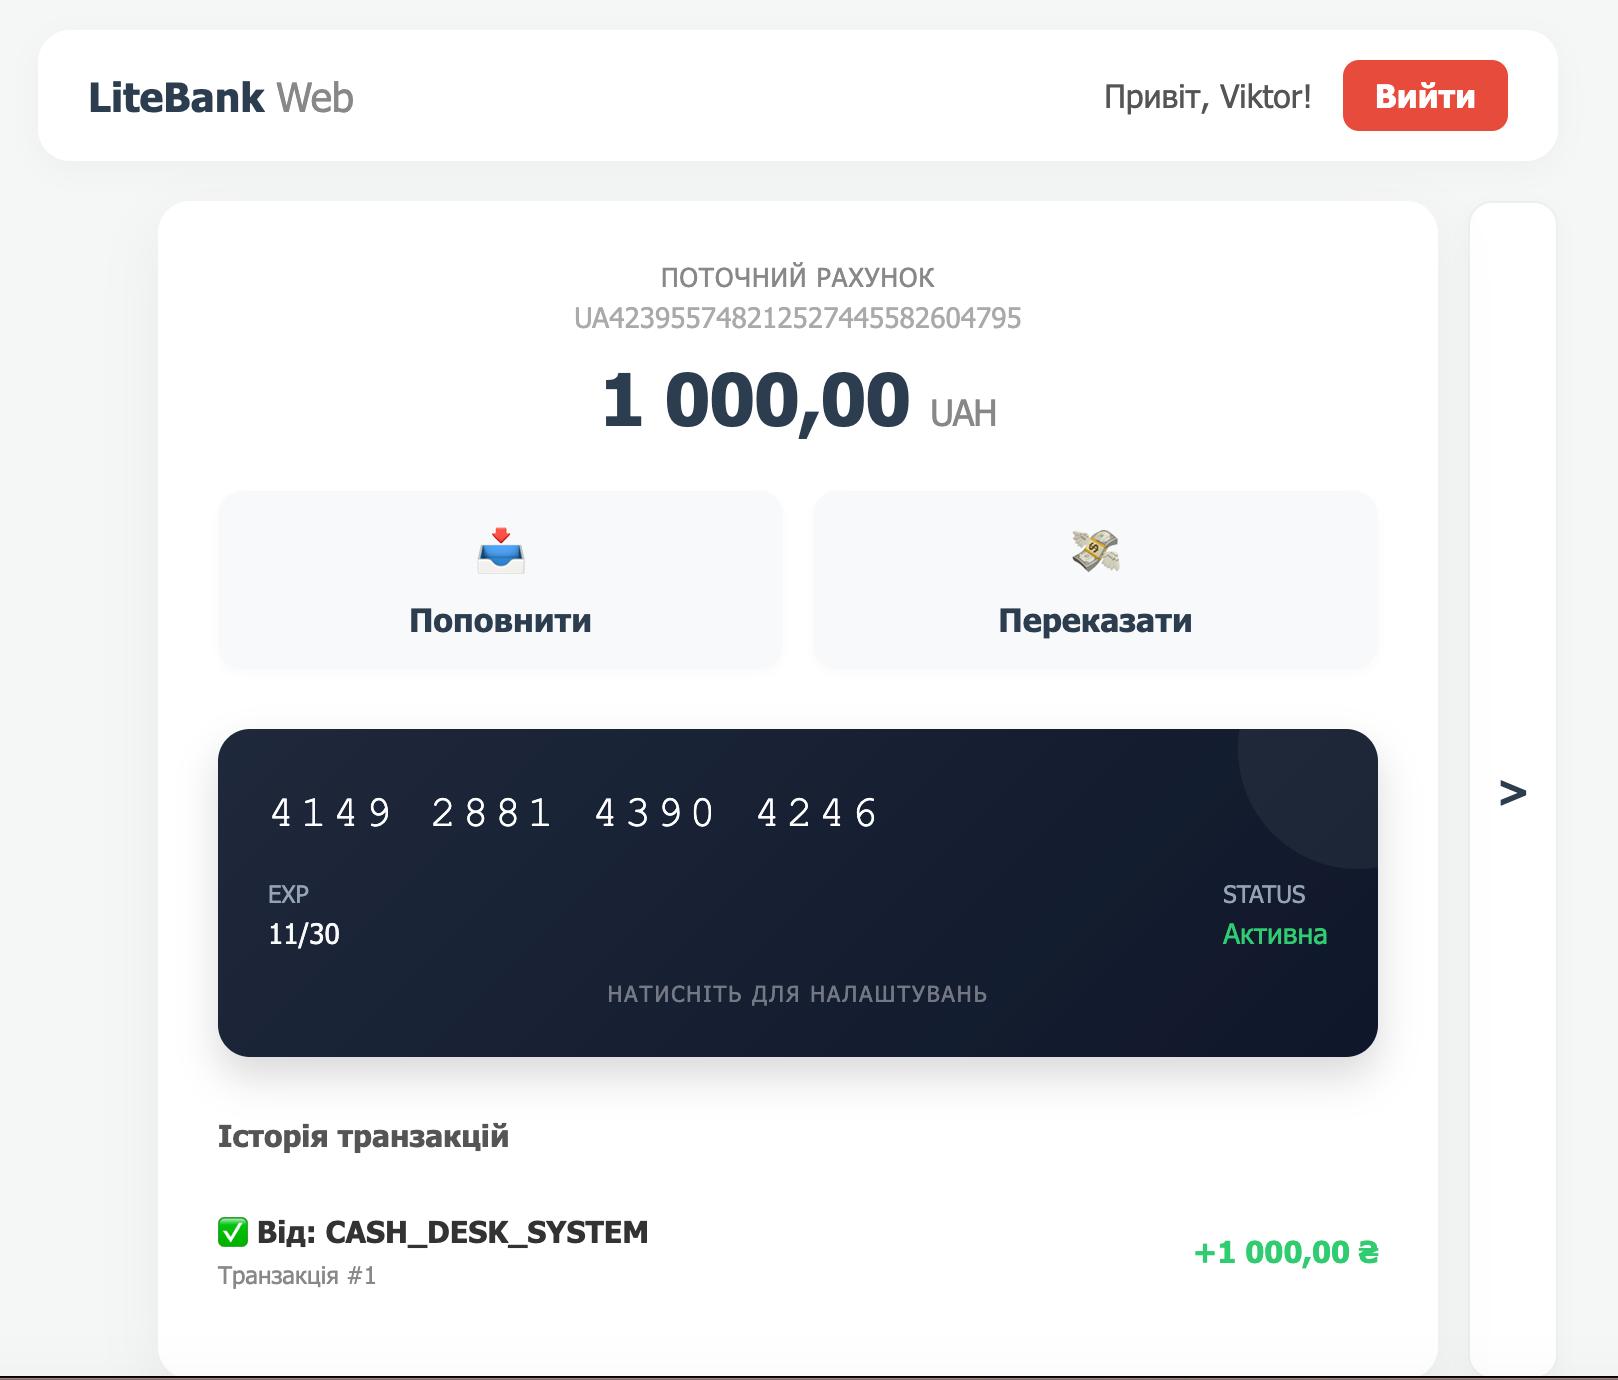 LiteBank Web
Привіт, Viktor!
Вийти
ПОТОЧНИЙ РАХУНОК
UA423955748212527445582604795
1 000,00 UAH
Поповнити
Переказати
4149 2881 4390 4246
EXP
11/30
STATUS
Активна
НАТИСНІТЬ ДЛЯ НАЛАШТУВАНЬ
>
Історія транзакцій
Від: CASH_DESK_SYSTEM
Транзакція #1
+1 000,00 ₴